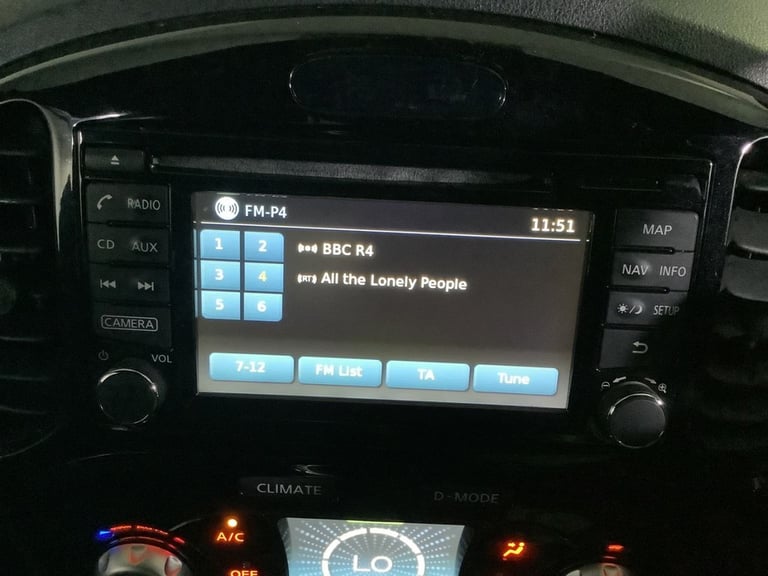 FM-P4
11:51
1 2
BBC R4
3 4
All the Lonely People
5 6
7-12 FM List TA Tune
RADIO
CD AUX
CAMERA
VOL
MAP
NAV INFO
SETUP
CLIMATE
D-MODE
A/C
OFF
LO